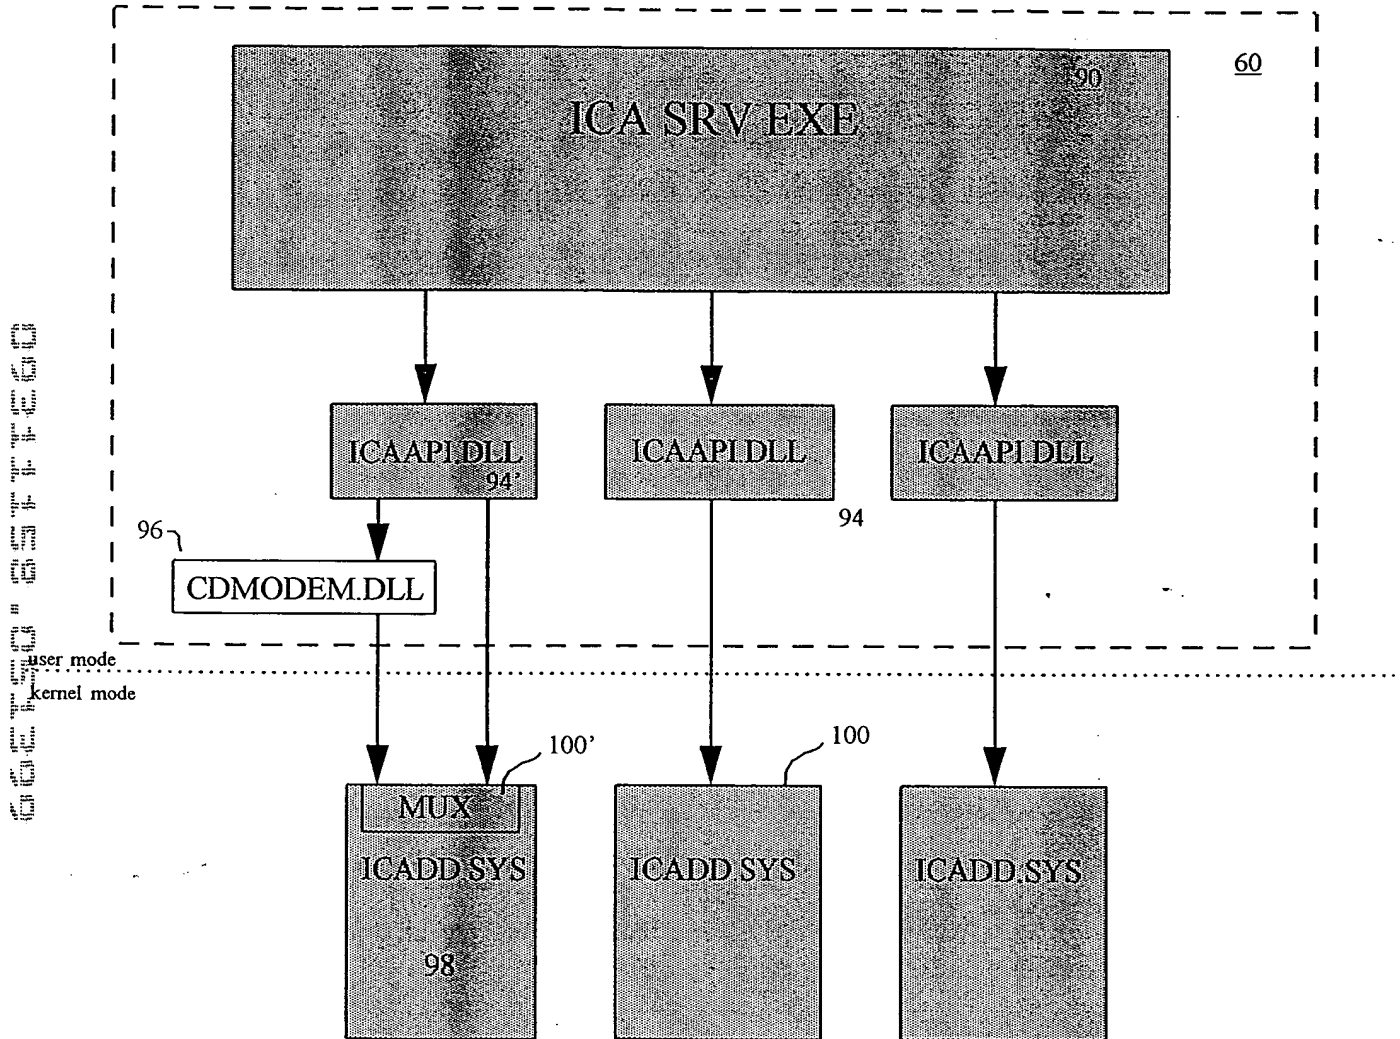 60
90
ICA SRV EXE
ICAAPI.DLL
94'
ICAAPI.DLL
94
ICAAPI DLL
96
CDMODEM.DLL
user mode
kernel mode
100'
100
MUX
ICADD.SYS
98
ICADD.SYS
ICADD.SYS